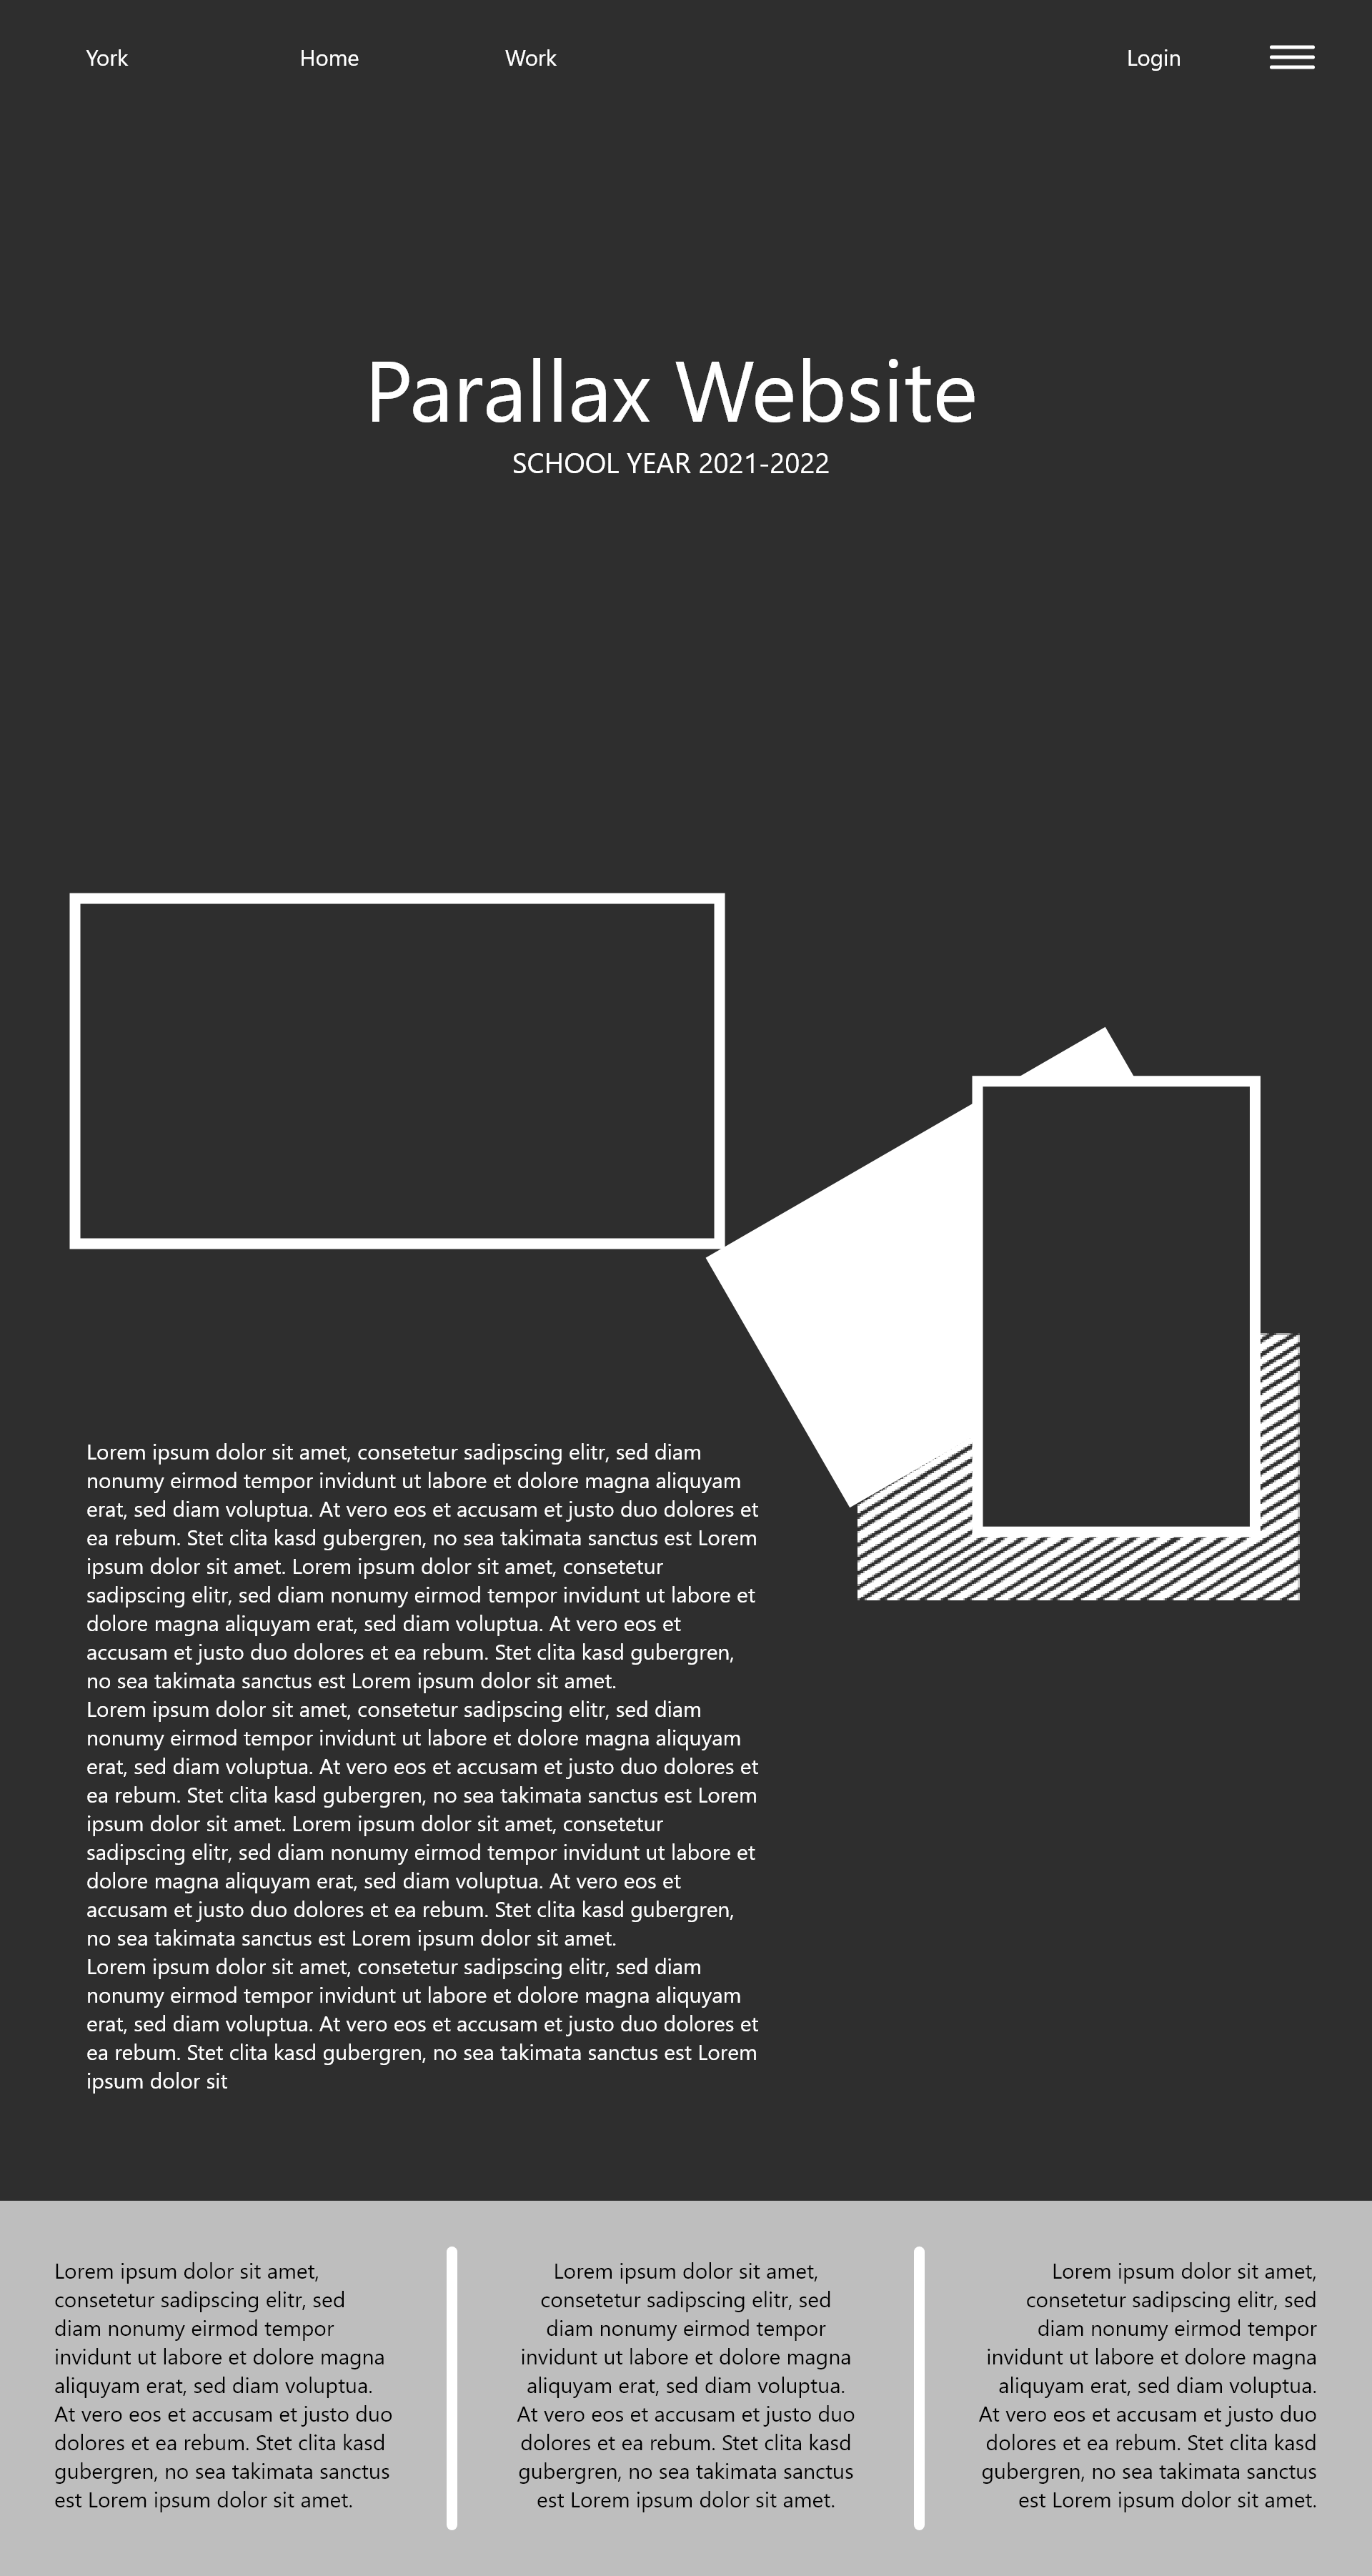 York Home Work Login
Parallax Website
SCHOOL YEAR 2021-2022
Lorem ipsum dolor sit amet, consetetur sadipscing elitr, sed diam
nonumy eirmod tempor invidunt ut labore et dolore magna aliquyam
erat, sed diam voluptua. At vero eos et accusam et justo duo dolores et
ea rebum. Stet clita kasd gubergren, no sea takimata sanctus est Lorem
ipsum dolor sit amet. Lorem ipsum dolor sit amet, consetetur
sadipscing elitr, sed diam nonumy eirmod tempor invidunt ut labore et
dolore magna aliquyam erat, sed diam voluptua. At vero eos et
accusam et justo duo dolores et ea rebum. Stet clita kasd gubergren,
no sea takimata sanctus est Lorem ipsum dolor sit amet.
Lorem ipsum dolor sit amet, consetetur sadipscing elitr, sed diam
nonumy eirmod tempor invidunt ut labore et dolore magna aliquyam
erat, sed diam voluptua. At vero eos et accusam et justo duo dolores et
ea rebum. Stet clita kasd gubergren, no sea takimata sanctus est Lorem
ipsum dolor sit amet. Lorem ipsum dolor sit amet, consetetur
sadipscing elitr, sed diam nonumy eirmod tempor invidunt ut labore et
dolore magna aliquyam erat, sed diam voluptua. At vero eos et
accusam et justo duo dolores et ea rebum. Stet clita kasd gubergren,
no sea takimata sanctus est Lorem ipsum dolor sit amet.
Lorem ipsum dolor sit amet, consetetur sadipscing elitr, sed diam
nonumy eirmod tempor invidunt ut labore et dolore magna aliquyam
erat, sed diam voluptua. At vero eos et accusam et justo duo dolores et
ea rebum. Stet clita kasd gubergren, no sea takimata sanctus est Lorem
ipsum dolor sit
Lorem ipsum dolor sit amet,
consetetur sadipscing elitr, sed
diam nonumy eirmod tempor
invidunt ut labore et dolore magna
aliquyam erat, sed diam voluptua.
At vero eos et accusam et justo duo
dolores et ea rebum. Stet clita kasd
gubergren, no sea takimata sanctus
est Lorem ipsum dolor sit amet.
Lorem ipsum dolor sit amet,
consetetur sadipscing elitr, sed
diam nonumy eirmod tempor
invidunt ut labore et dolore magna
aliquyam erat, sed diam voluptua.
At vero eos et accusam et justo duo
dolores et ea rebum. Stet clita kasd
gubergren, no sea takimata sanctus
est Lorem ipsum dolor sit amet.
Lorem ipsum dolor sit amet,
consetetur sadipscing elitr, sed
diam nonumy eirmod tempor
invidunt ut labore et dolore magna
aliquyam erat, sed diam voluptua.
At vero eos et accusam et justo duo
dolores et ea rebum. Stet clita kasd
gubergren, no sea takimata sanctus
est Lorem ipsum dolor sit amet.